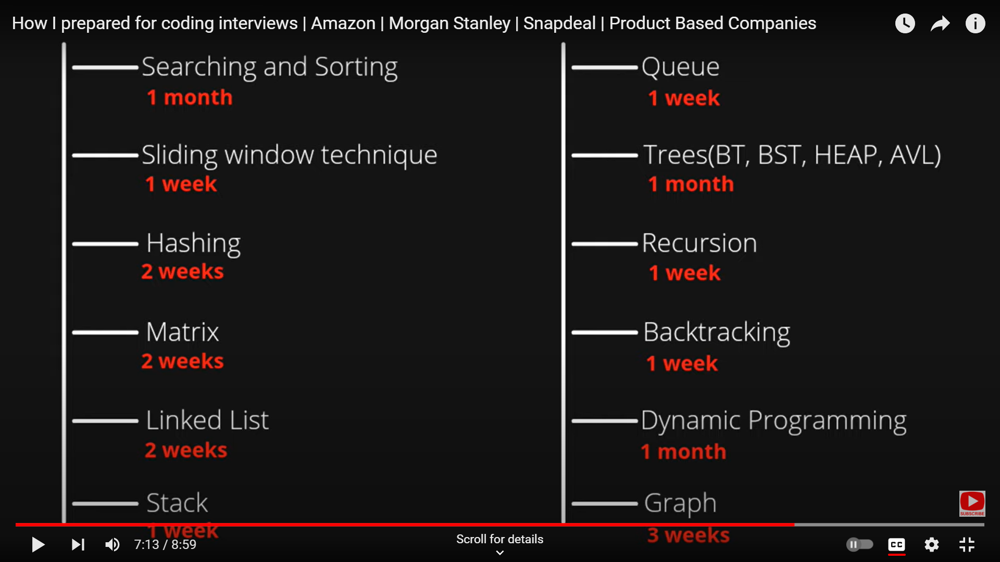 How I prepared for coding interviews | Amazon | Morgan Stanley | Snapdeal | Product Based Companies
Searching and Sorting
1 month
Sliding window technique
1 week
Hashing
2 weeks
Matrix
2 weeks
Linked List
2 weeks
Stack
1 week
Queue
1 week
Trees(BT, BST, HEAP, AVL)
1 month
Recursion
1 week
Backtracking
1 week
Dynamic Programming
1 month
Graph
3 weeks
SUBSCRIBE
7:13 / 8:59
Scroll for details
CC